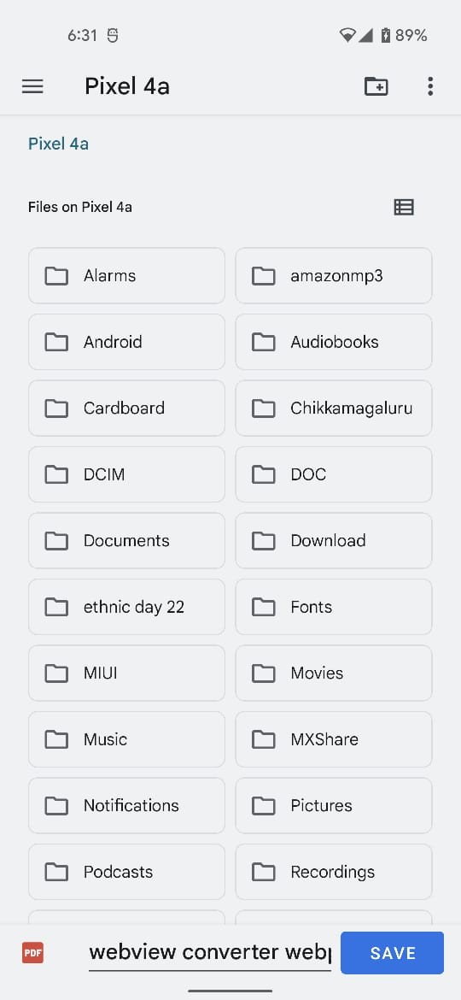 6:31 89%
Pixel 4a
Pixel 4a
Files on Pixel 4a
Alarms amazonmp3
Android Audiobooks
Cardboard Chikkamagaluru
DCIM DOC
Documents Download
ethnic day 22 Fonts
MIUI Movies
Music MXShare
Notifications Pictures
Podcasts Recordings
PDF webview converter web SAVE